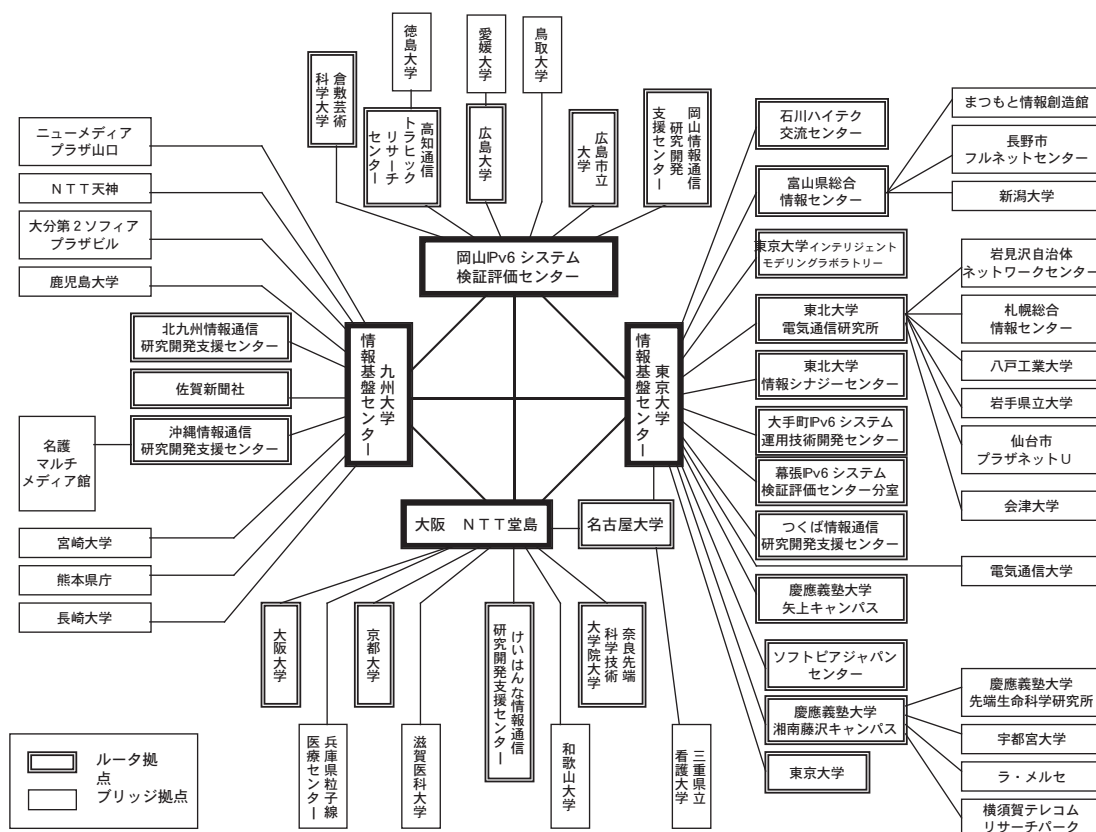 徳島大学
愛媛大学
鳥取大学
倉敷芸術
科学大学
高知通信
トラヒック
リサーチ
センター
広島大学
広島市立
大学
岡山情報通信
研究開発
支援センター
岡山IPv6 システム
検証評価センター
ニューメディア
プラザ山口
NTT天神
大分第2ソフィア
プラザビル
鹿児島大学
北九州情報通信
研究開発支援センター
佐賀新聞社
沖縄情報通信
研究開発支援センター
名護
マルチ
メディア館
宮崎大学
熊本県庁
長崎大学
九州大学
情報基盤センター
東京大学
情報基盤センター
大阪 NTT堂島
名古屋大学
大阪大学
京都大学
けいはんな情報通信
研究開発支援センター
奈良先端
科学技術
大学院大学
兵庫県粒子線
医療センター
滋賀医科大学
和歌山大学
三重県立
看護大学
石川ハイテク
交流センター
富山県総合
情報センター
東京大学インテリジェント
モデリングラボラトリー
東北大学
電気通信研究所
東北大学
情報シナジーセンター
大手町IPv6 システム
運用技術開発センター
幕張IPv6 システム
検証評価センター分室
つくば情報通信
研究開発支援センター
慶應義塾大学
矢上キャンパス
ソフトピアジャパン
センター
慶應義塾大学
湘南藤沢キャンパス
東京大学
まつもと情報創造館
長野市
フルネットセンター
新潟大学
岩見沢自治体
ネットワークセンター
札幌総合
情報センター
八戸工業大学
岩手県立大学
仙台市
プラザネットU
会津大学
電気通信大学
慶應義塾大学
先端生命科学研究所
宇都宮大学
ラ・メルセ
横須賀テレコム
リサーチパーク
ルータ拠
点
ブリッジ拠点